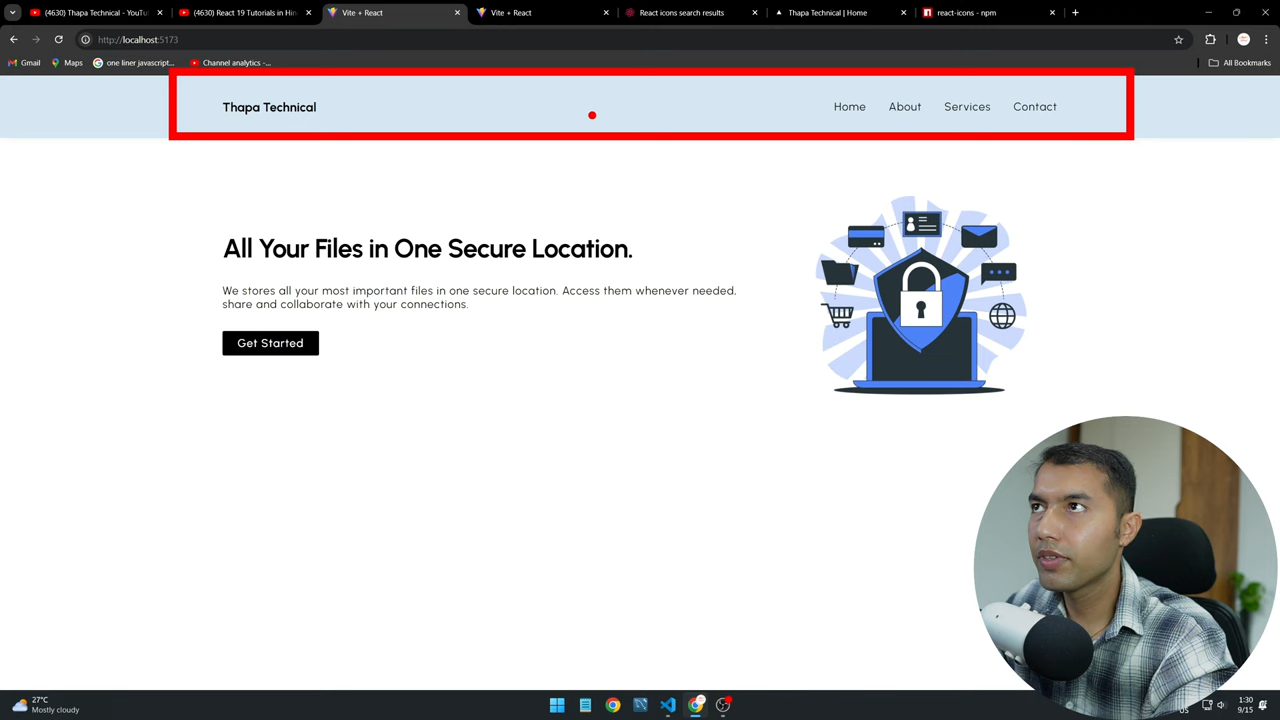 (4630) Thapa Technical - YouTu
(4630) React 19 Tutorials in Hin
Vite + React
Vite + React
React icons search results
Thapa Technical | Home
react-icons - npm
http://localhost:5173
Gmail
Maps
one liner javascript...
Channel analytics -...
All Bookmarks
Thapa Technical
Home
About
Services
Contact
All Your Files in One Secure Location.
We stores all your most important files in one secure location. Access them whenever needed,
share and collaborate with your connections.
Get Started
27°C
Mostly cloudy
US
1:30
9/15